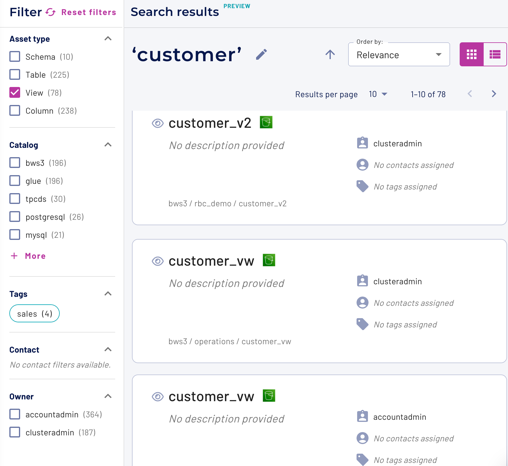 Filter
Reset filters
Search results
PREVIEW
Asset type
Schema (10)
Table (225)
View (78)
Column (238)
Catalog
bws3 (196)
glue (196)
tpcds (30)
postgresql (26)
mysql (21)
+ More
Tags
sales (4)
Contact
No contact filters available.
Owner
accountadmin (364)
clusteradmin (187)
‘customer’
Order by:
Relevance
Results per page 10 1–10 of 78
customer_v2
No description provided
clusteradmin
No contacts assigned
No tags assigned
bws3 / rbc_demo / customer_v2
customer_vw
No description provided
clusteradmin
No contacts assigned
No tags assigned
bws3 / operations / customer_vw
customer_vw
No description provided
accountadmin
No contacts assigned
No tags assigned